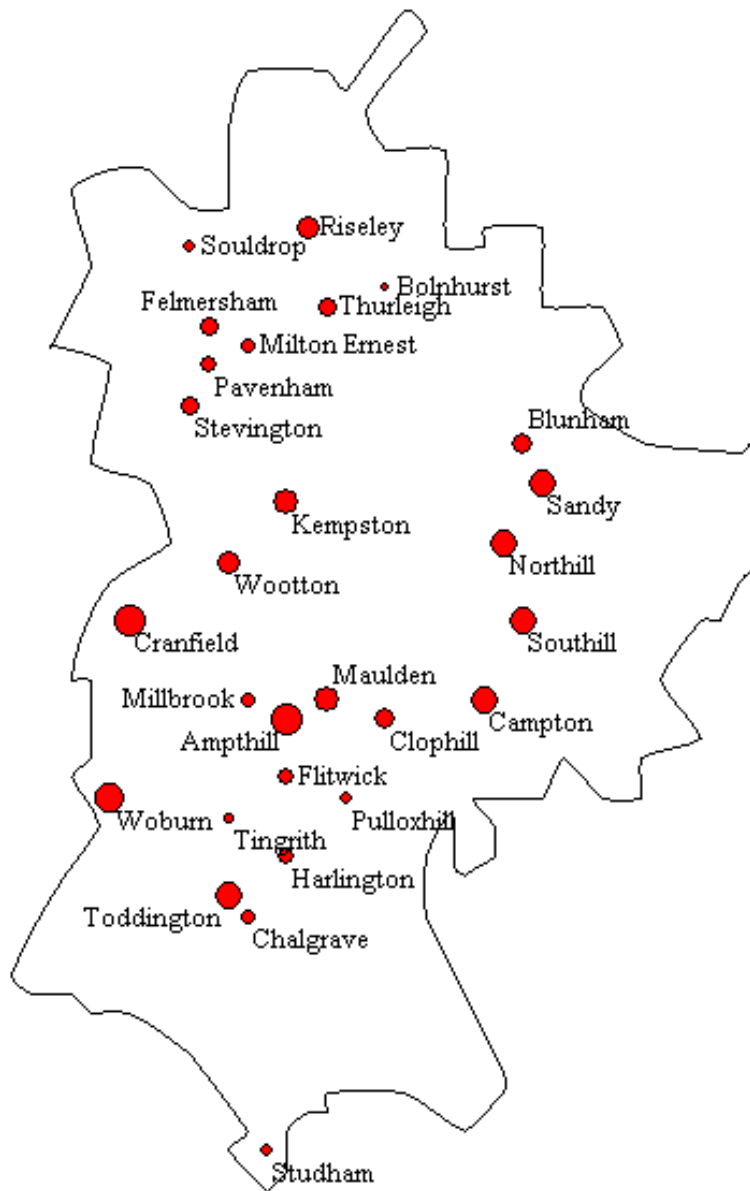 Riseley
Souldrop
Bolnhurst
Felmersham
Thurleigh
Milton Ernest
Pavenham
Stevington
Blunham
Sandy
Kempston
Northill
Wootton
Cranfield
Southill
Maulden
Millbrook
Ampthill
Clophill
Campton
Flitwick
Woburn
Pulloxhill
Tingrith
Harlington
Toddington
Chalgrave
Studham